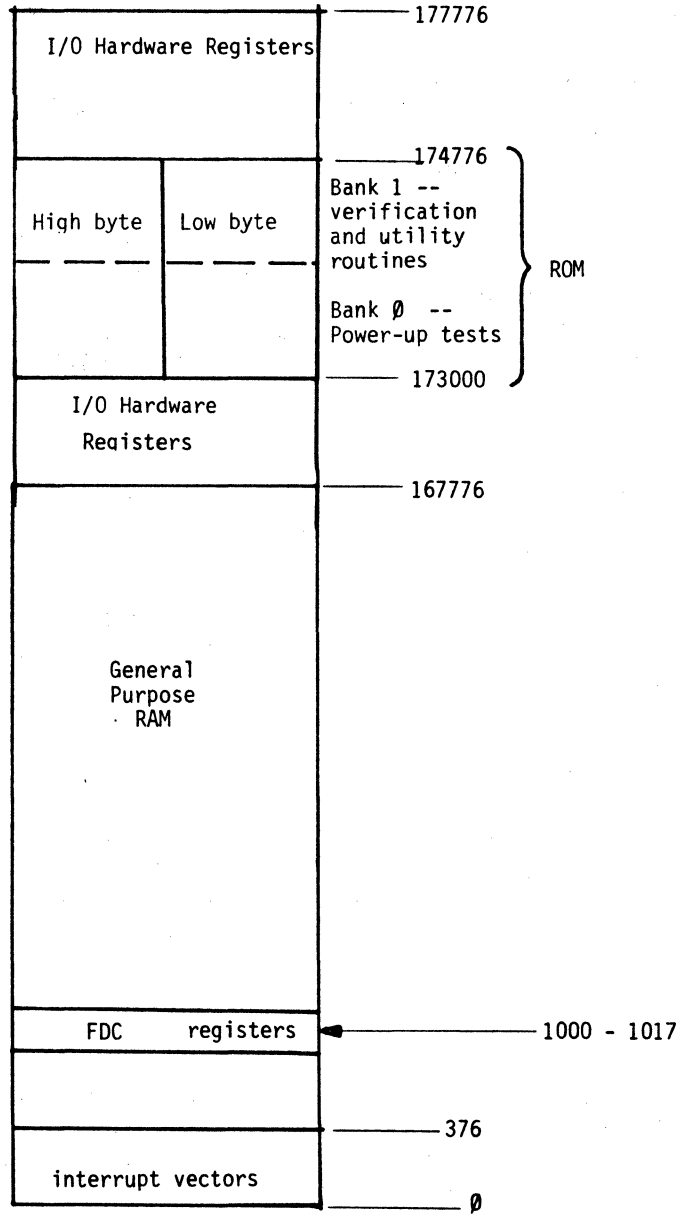 177776
I/O Hardware Registers
174776
High byte
Low byte
Bank 1 --
verification
and utility
routines
ROM
Bank Ø --
Power-up tests
173000
I/O Hardware
Registers
167776
General
Purpose
RAM
FDC registers
1000 - 1017
376
interrupt vectors
Ø